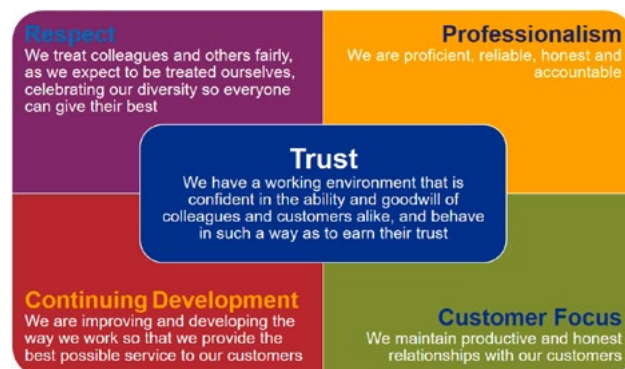 Respect
We treat colleagues and others fairly,
as we expect to be treated ourselves,
celebrating our diversity so everyone
can give their best
Professionalism
We are proficient, reliable, honest and
accountable
Trust
We have a working environment that is
confident in the ability and goodwill of
colleagues and customers alike, and behave
in such a way as to earn their trust
Continuing Development
We are improving and developing the
way we work so that we provide the
best possible service to our customers
Customer Focus
We maintain productive and honest
relationships with our customers